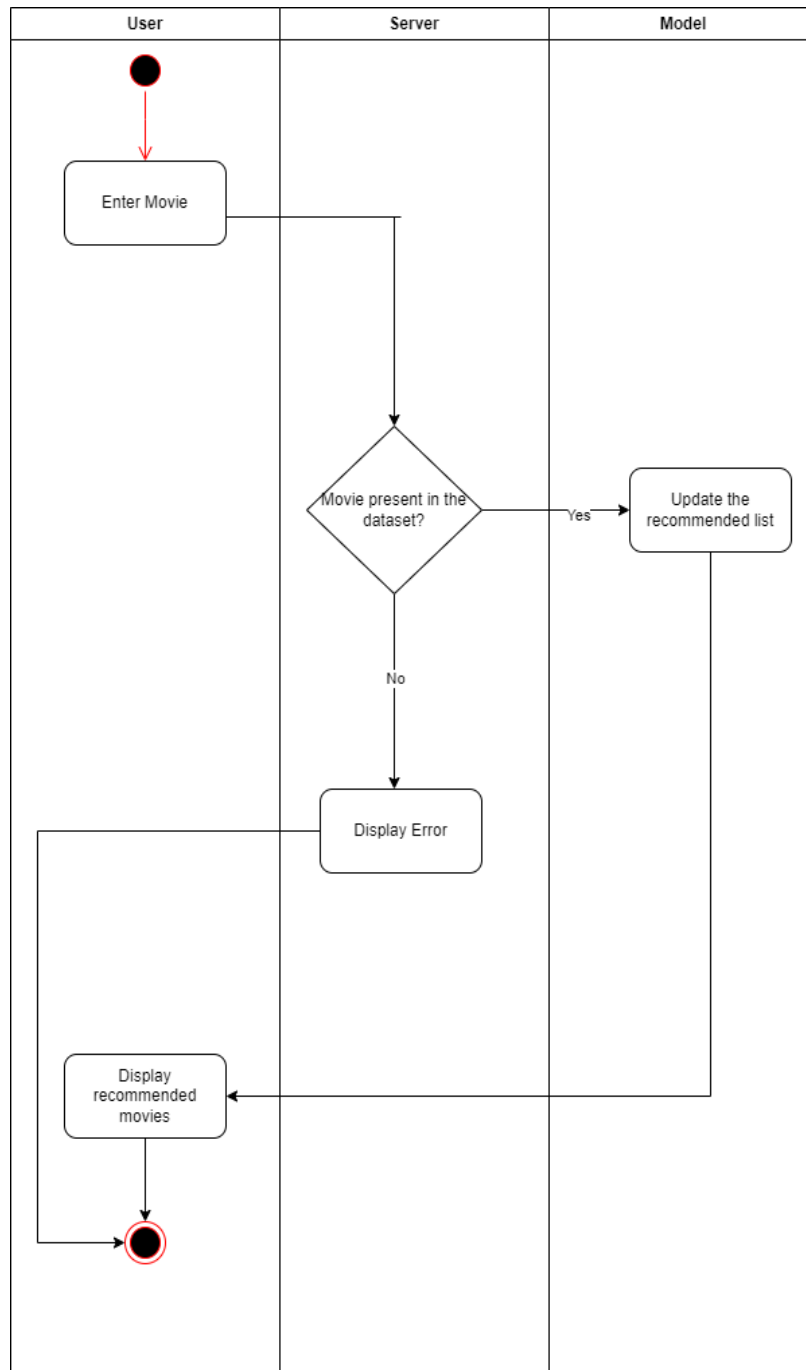 User
Server
Model
Enter Movie
Movie present in the
dataset?
Yes
Update the
recommended list
No
Display Error
Display
recommended
movies